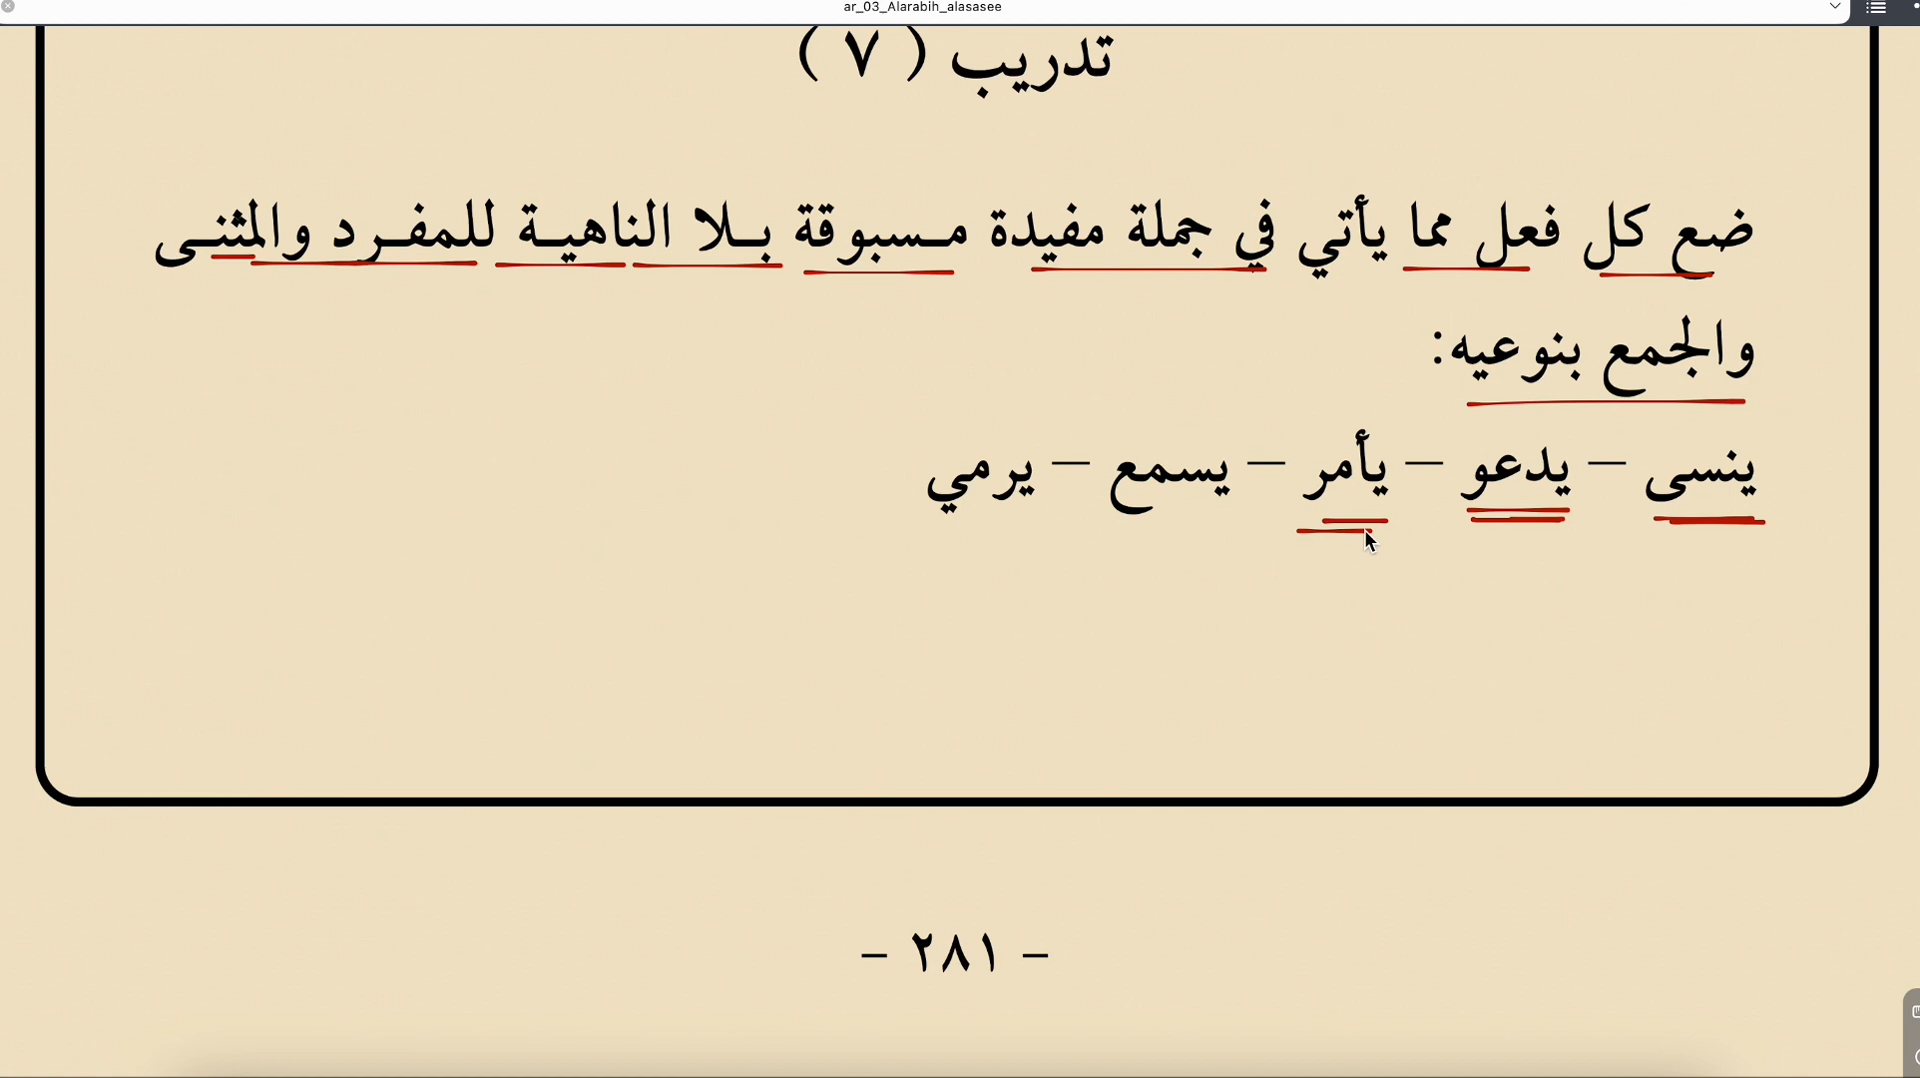 ar_03_Alarabih_alasasee
تدريب ( ٧ )
ضع كل فعل مما يأتي في جملة مفيدة مسبوقة بلا الناهية للمفرد والمثنى
والجمع بنوعيه:
ينسى – يدعو – يأمر – يسمع – يرمي
– ٢٨١ –